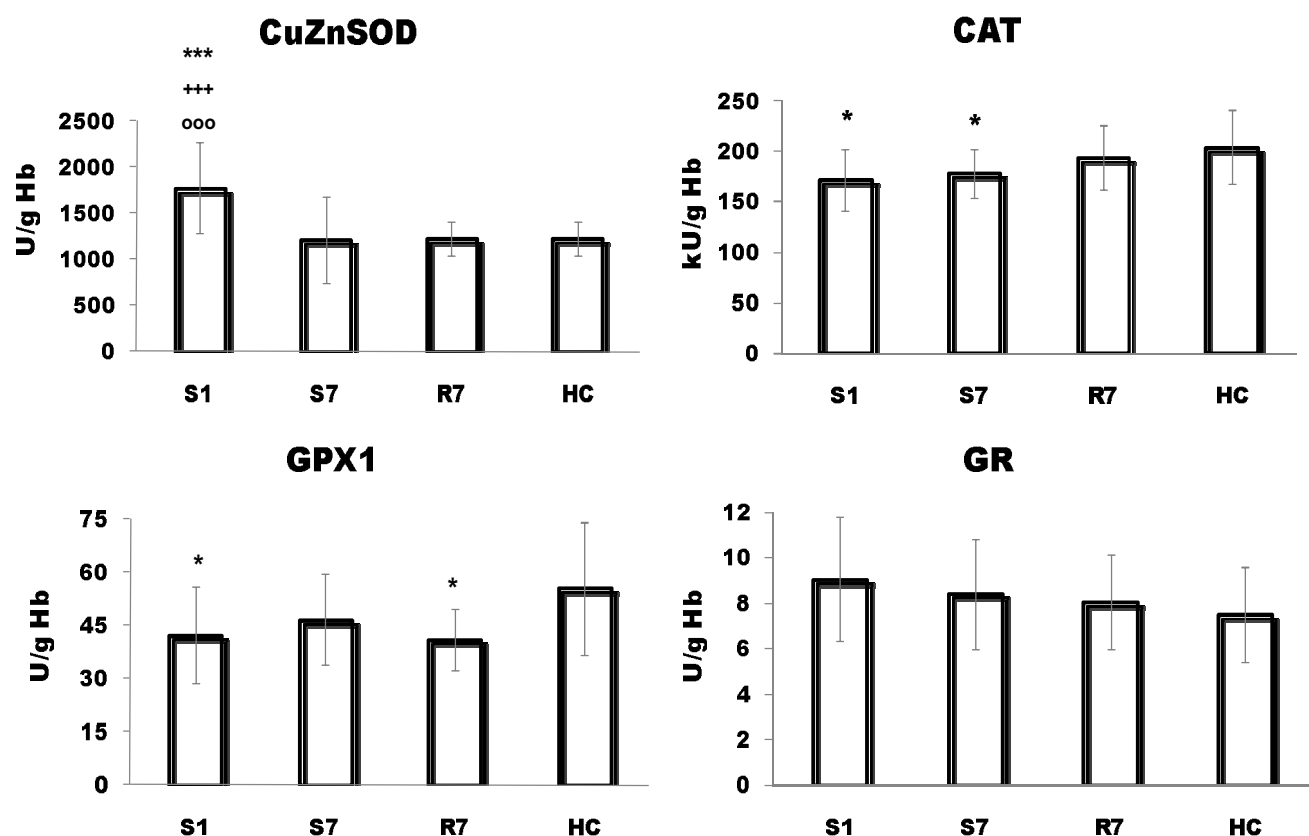 CuZnSOD
***
+++
ooo
U/g Hb
2500
2000
1500
1000
500
0
S1 S7 R7 HC
CAT
* *
kU/g Hb
250
200
150
100
50
0
S1 S7 R7 HC
GPX1
* *
U/g Hb
75
60
45
30
15
0
S1 S7 R7 HC
GR
U/g Hb
12
10
8
6
4
2
0
S1 S7 R7 HC